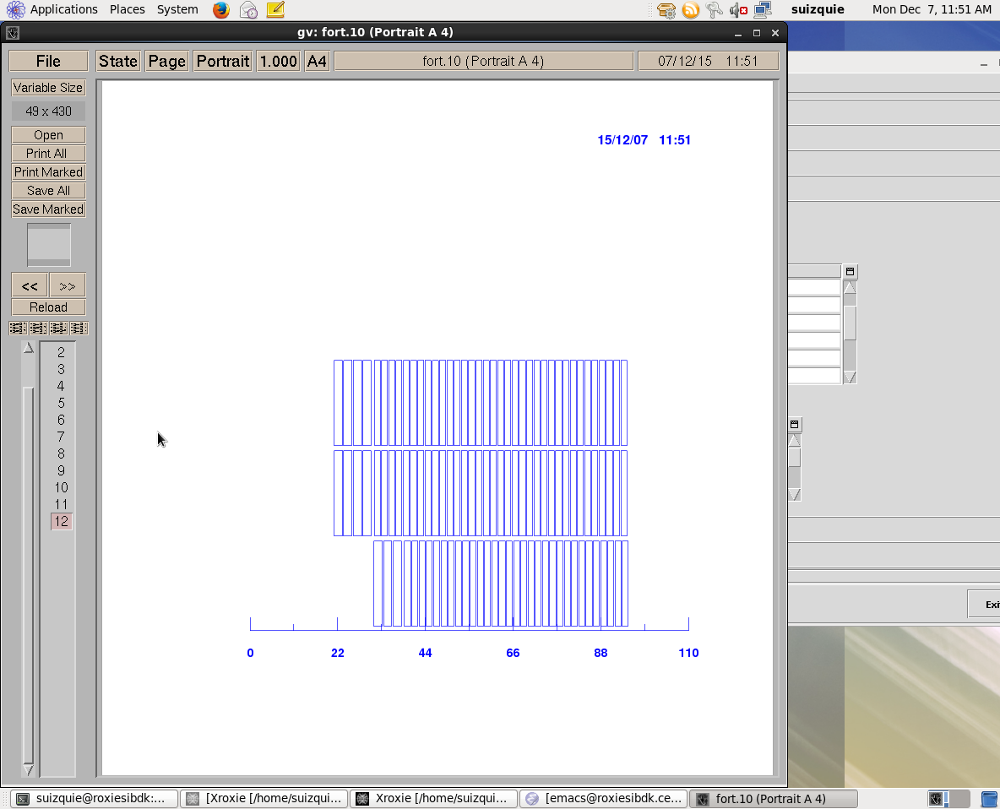 Applications Places System suizquie Mon Dec 7, 11:51 AM
gv: fort.10 (Portrait A 4)
File State Page Portrait 1.000 A4 fort.10 (Portrait A 4) 07/12/15 11:51
Variable Size
49 x 430
Open
Print All
Print Marked
Save All
Save Marked
<< >>
Reload
2
3
4
5
6
7
8
9
10
11
12
15/12/07 11:51
0 22 44 66 88 110
Exi
suizquie@roxiesibdk:... [Xroxie [/home/suizqui... Xroxie [/home/suizqui... [emacs@roxiesibdk.ce... fort.10 (Portrait A 4)